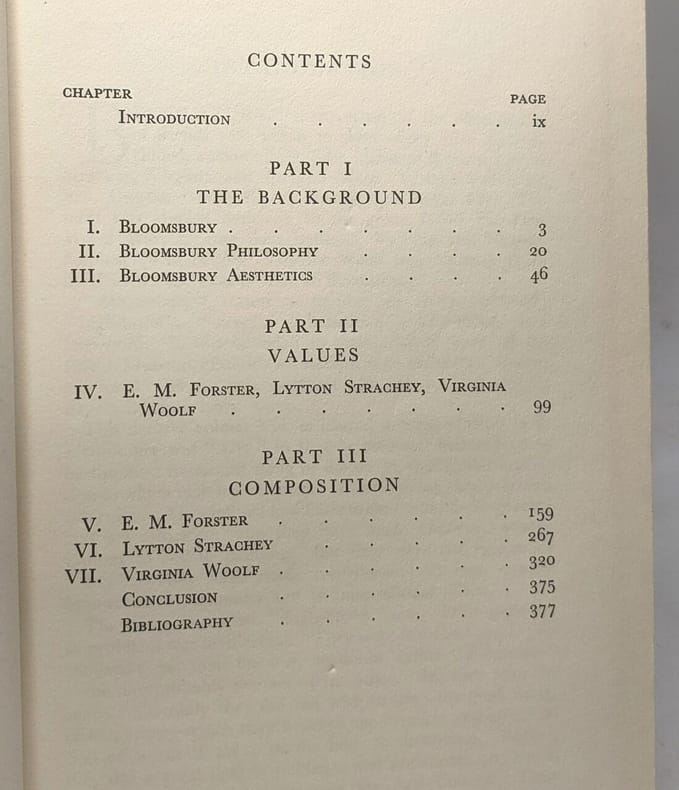 CONTENTS
CHAPTER PAGE
INTRODUCTION . . . . . . ix
PART I
THE BACKGROUND
I. BLOOMSBURY . . . . . . . 3
II. BLOOMSBURY PHILOSOPHY . . . . 20
III. BLOOMSBURY AESTHETICS . . . . 46
PART II
VALUES
IV. E. M. FORSTER, LYTTON STRACHEY, VIRGINIA
WOOLF . . . . . . . 99
PART III
COMPOSITION
V. E. M. FORSTER . . . . . . 159
VI. LYTTON STRACHEY . . . . . 267
VII. VIRGINIA WOOLF . . . . . . 320
CONCLUSION . . . . . . 375
BIBLIOGRAPHY . . . . . . 377